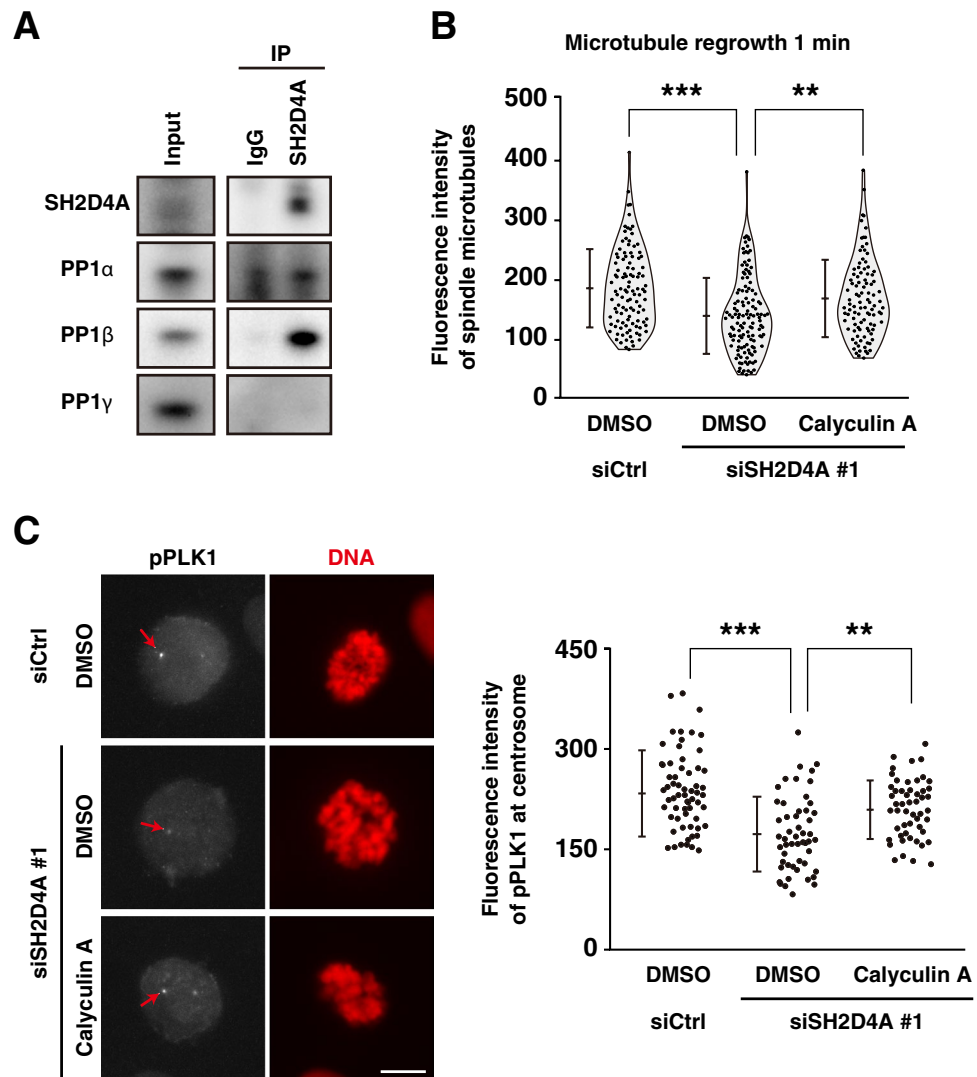 A
IP
Input
IgG
SH2D4A
SH2D4A
PP1α
PP1β
PP1γ
B
Microtubule regrowth 1 min
***
**
Fluorescence intensity
of spindle microtubules
500
400
300
200
100
0
DMSO
DMSO
Calyculin A
siCtrl
siSH2D4A #1
C
pPLK1
DNA
siCtrl
DMSO
siSH2D4A #1
DMSO
Calyculin A
***
**
Fluorescence intensity
of pPLK1 at centrosome
450
300
150
0
DMSO
DMSO
Calyculin A
siCtrl
siSH2D4A #1